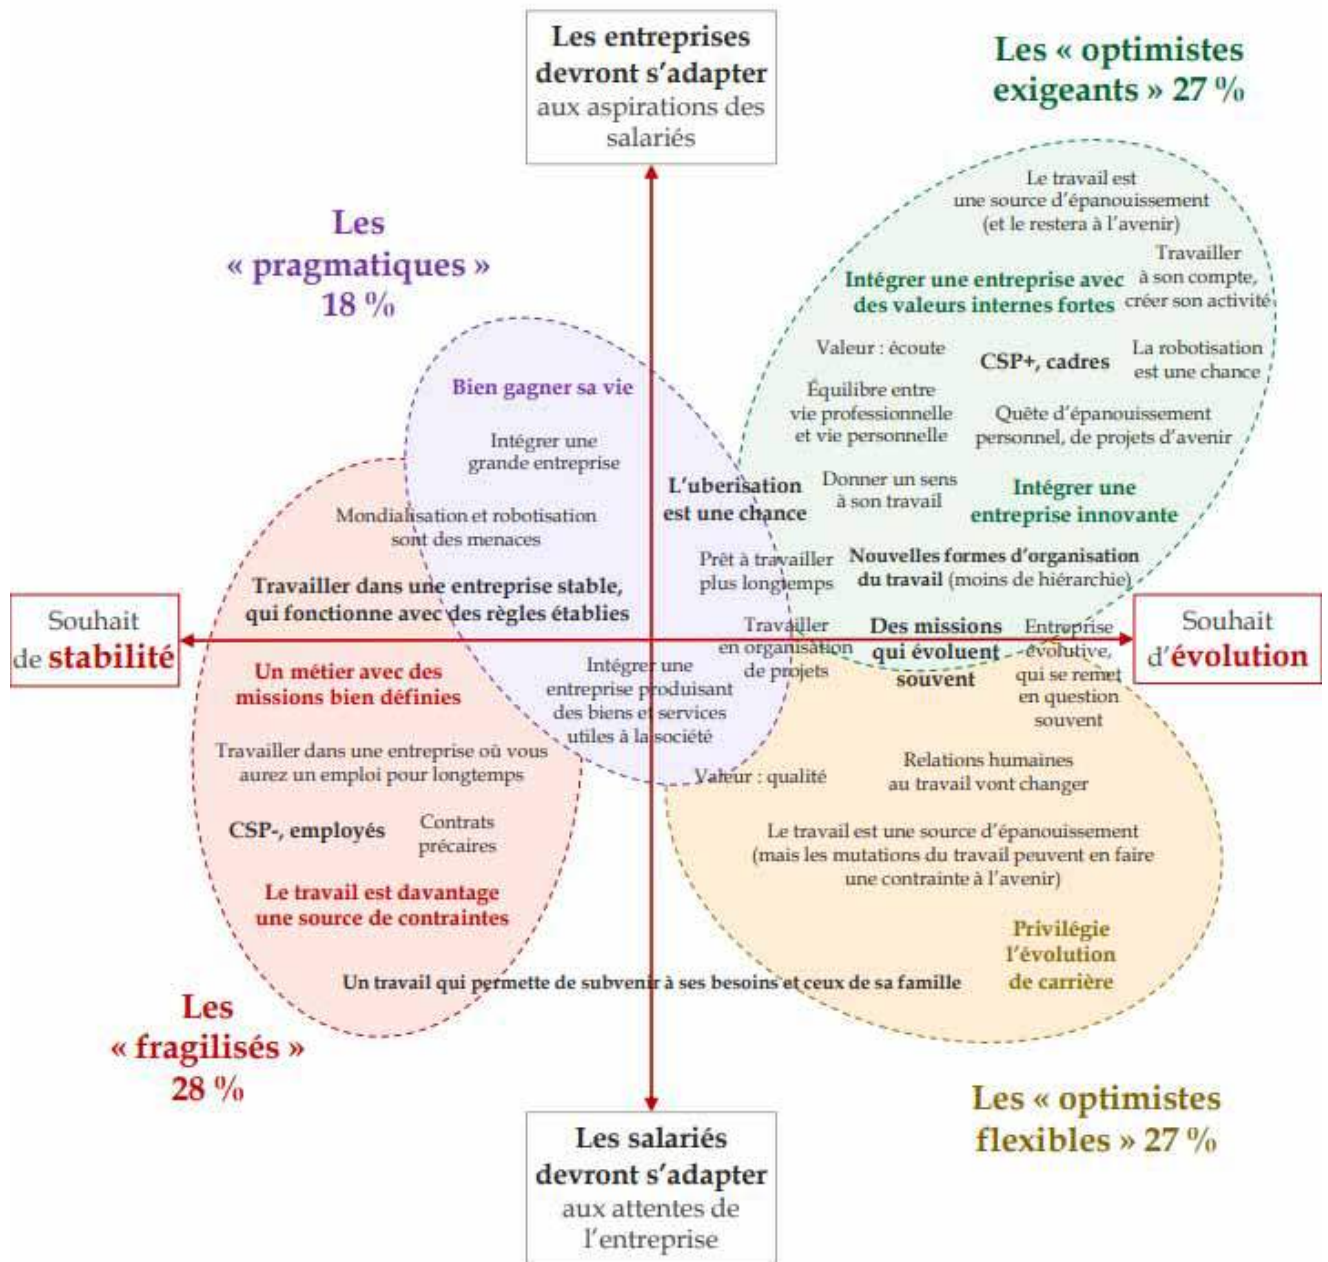 Les entreprises
devront s'adapter
aux aspirations des
salariés
Les « optimistes
exigeants » 27 %
Le travail est
une source d'épanouissement
(et le restera à l'avenir)
Les
« pragmatiques »
18 %
Travailler
à son compte,
créer son activité
Intégrer une entreprise avec
des valeurs internes fortes
Valeur : écoute
CSP+, cadres
La robotisation
est une chance
Bien gagner sa vie
Équilibre entre
vie professionnelle
et vie personnelle
Quête d'épanouissement
personnel, de projets d'avenir
Intégrer une
grande entreprise
L'uberisation
est une chance
Donner un sens
à son travail
Intégrer une
entreprise innovante
Mondialisation et robotisation
sont des menaces
Prêt à travailler
plus longtemps
Nouvelles formes d'organisation
du travail (moins de hiérarchie)
Travailler dans une entreprise stable,
qui fonctionne avec des règles établies
Souhait
de stabilité
Travailler
en organisation
de projets
Des missions
qui évoluent
souvent
Entreprise
évolutive,
qui se remet
en question
souvent
Souhait
d'évolution
Un métier avec des
missions bien définies
Intégrer une
entreprise produisant
des biens et services
utiles à la société
Travailler dans une entreprise où vous
aurez un emploi pour longtemps
Valeur : qualité
Relations humaines
au travail vont changer
CSP-, employés
Contrats
précaires
Le travail est une source d'épanouissement
(mais les mutations du travail peuvent en faire
une contrainte à l'avenir)
Le travail est davantage
une source de contraintes
Privilégie
l'évolution
de carrière
Un travail qui permette de subvenir à ses besoins et ceux de sa famille
Les
« fragilisés »
28 %
Les « optimistes
flexibles » 27 %
Les salariés
devront s'adapter
aux attentes de
l'entreprise